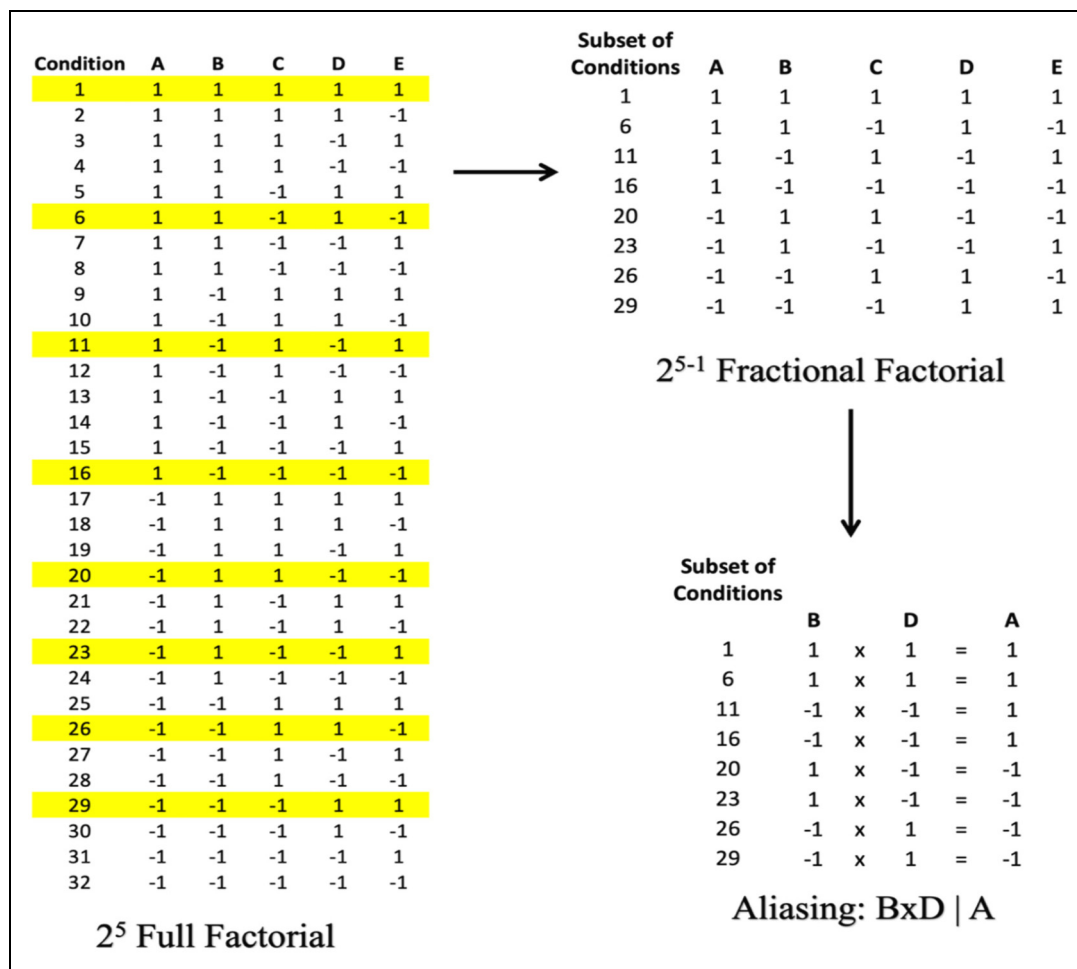 Condition A B C D E
1 1 1 1 1 1
2 1 1 1 1 -1
3 1 1 1 -1 1
4 1 1 1 -1 -1
5 1 1 -1 1 1
6 1 1 -1 1 -1
7 1 1 -1 -1 1
8 1 1 -1 -1 -1
9 1 -1 1 1 1
10 1 -1 1 1 -1
11 1 -1 1 -1 1
12 1 -1 1 -1 -1
13 1 -1 -1 1 1
14 1 -1 -1 1 -1
15 1 -1 -1 -1 1
16 1 -1 -1 -1 -1
17 -1 1 1 1 1
18 -1 1 1 1 -1
19 -1 1 1 -1 1
20 -1 1 1 -1 -1
21 -1 1 -1 1 1
22 -1 1 -1 1 -1
23 -1 1 -1 -1 1
24 -1 1 -1 -1 -1
25 -1 -1 1 1 1
26 -1 -1 1 1 -1
27 -1 -1 1 -1 1
28 -1 -1 1 -1 -1
29 -1 -1 -1 1 1
30 -1 -1 -1 1 -1
31 -1 -1 -1 -1 1
32 -1 -1 -1 -1 -1
2⁵ Full Factorial
Subset of
Conditions A B C D E
1 1 1 1 1 1
6 1 1 -1 1 -1
11 1 -1 1 -1 1
16 1 -1 -1 -1 -1
20 -1 1 1 -1 -1
23 -1 1 -1 -1 1
26 -1 -1 1 1 -1
29 -1 -1 -1 1 1
2⁵⁻¹ Fractional Factorial
Subset of
Conditions
B D A
1 1 x 1 = 1
6 1 x 1 = 1
11 -1 x -1 = 1
16 -1 x -1 = 1
20 1 x -1 = -1
23 1 x -1 = -1
26 -1 x 1 = -1
29 -1 x 1 = -1
Aliasing: BxD | A